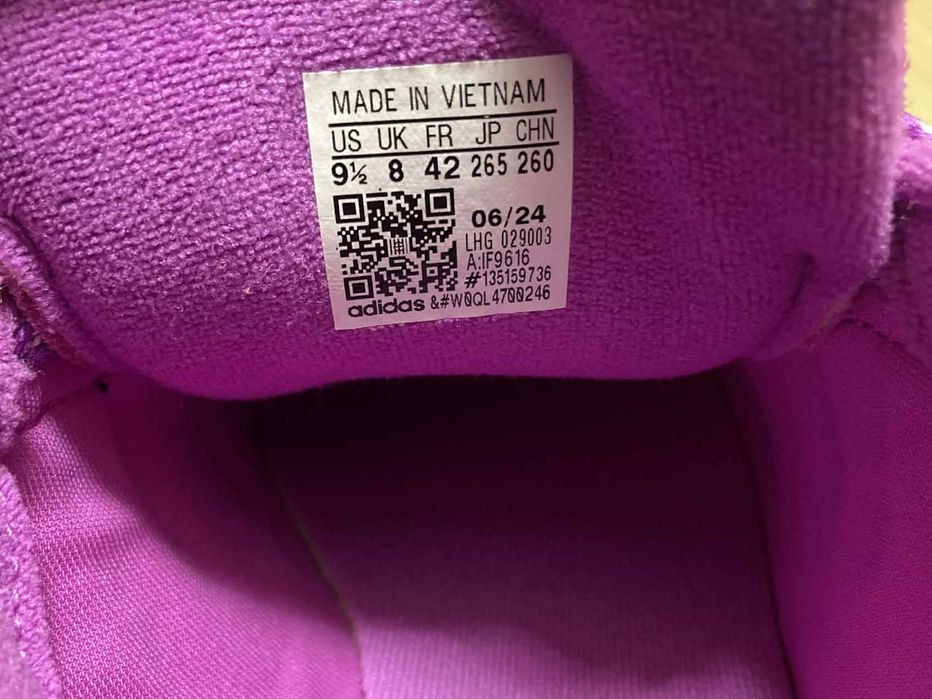 MADE IN VIETNAM
US UK FR JP CHN
9½ 8 42 265 260
06/24
LHG 029003
A:IF9616
#135159736
adidas &#W0QL4700246